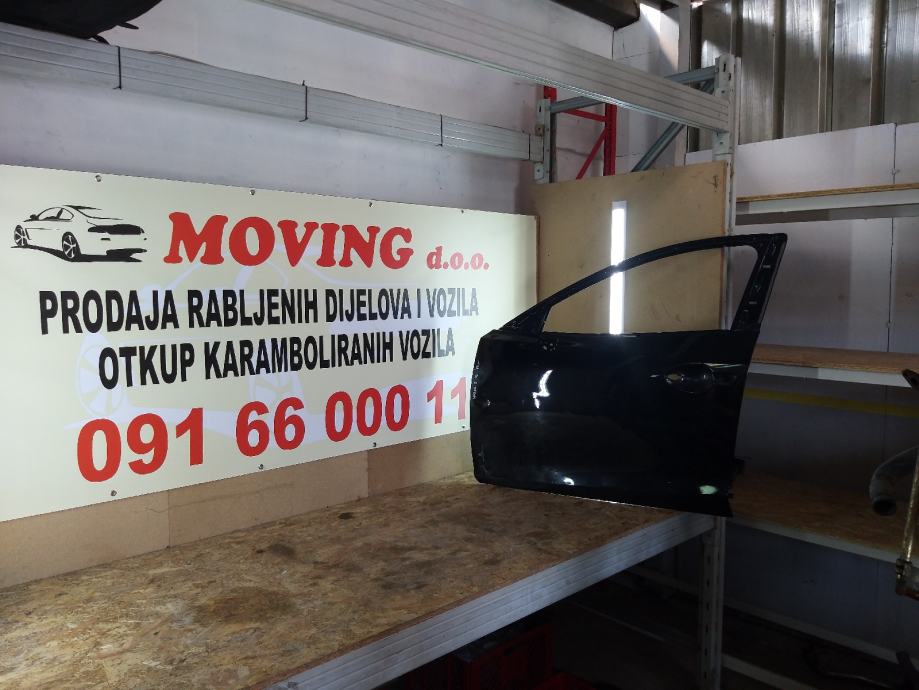 MOVING d.o.o.
PRODAJA RABLJENIH DIJELOVA I VOZILA
OTKUP KARAMBOLIRANIH VOZILA
091 66 000 11